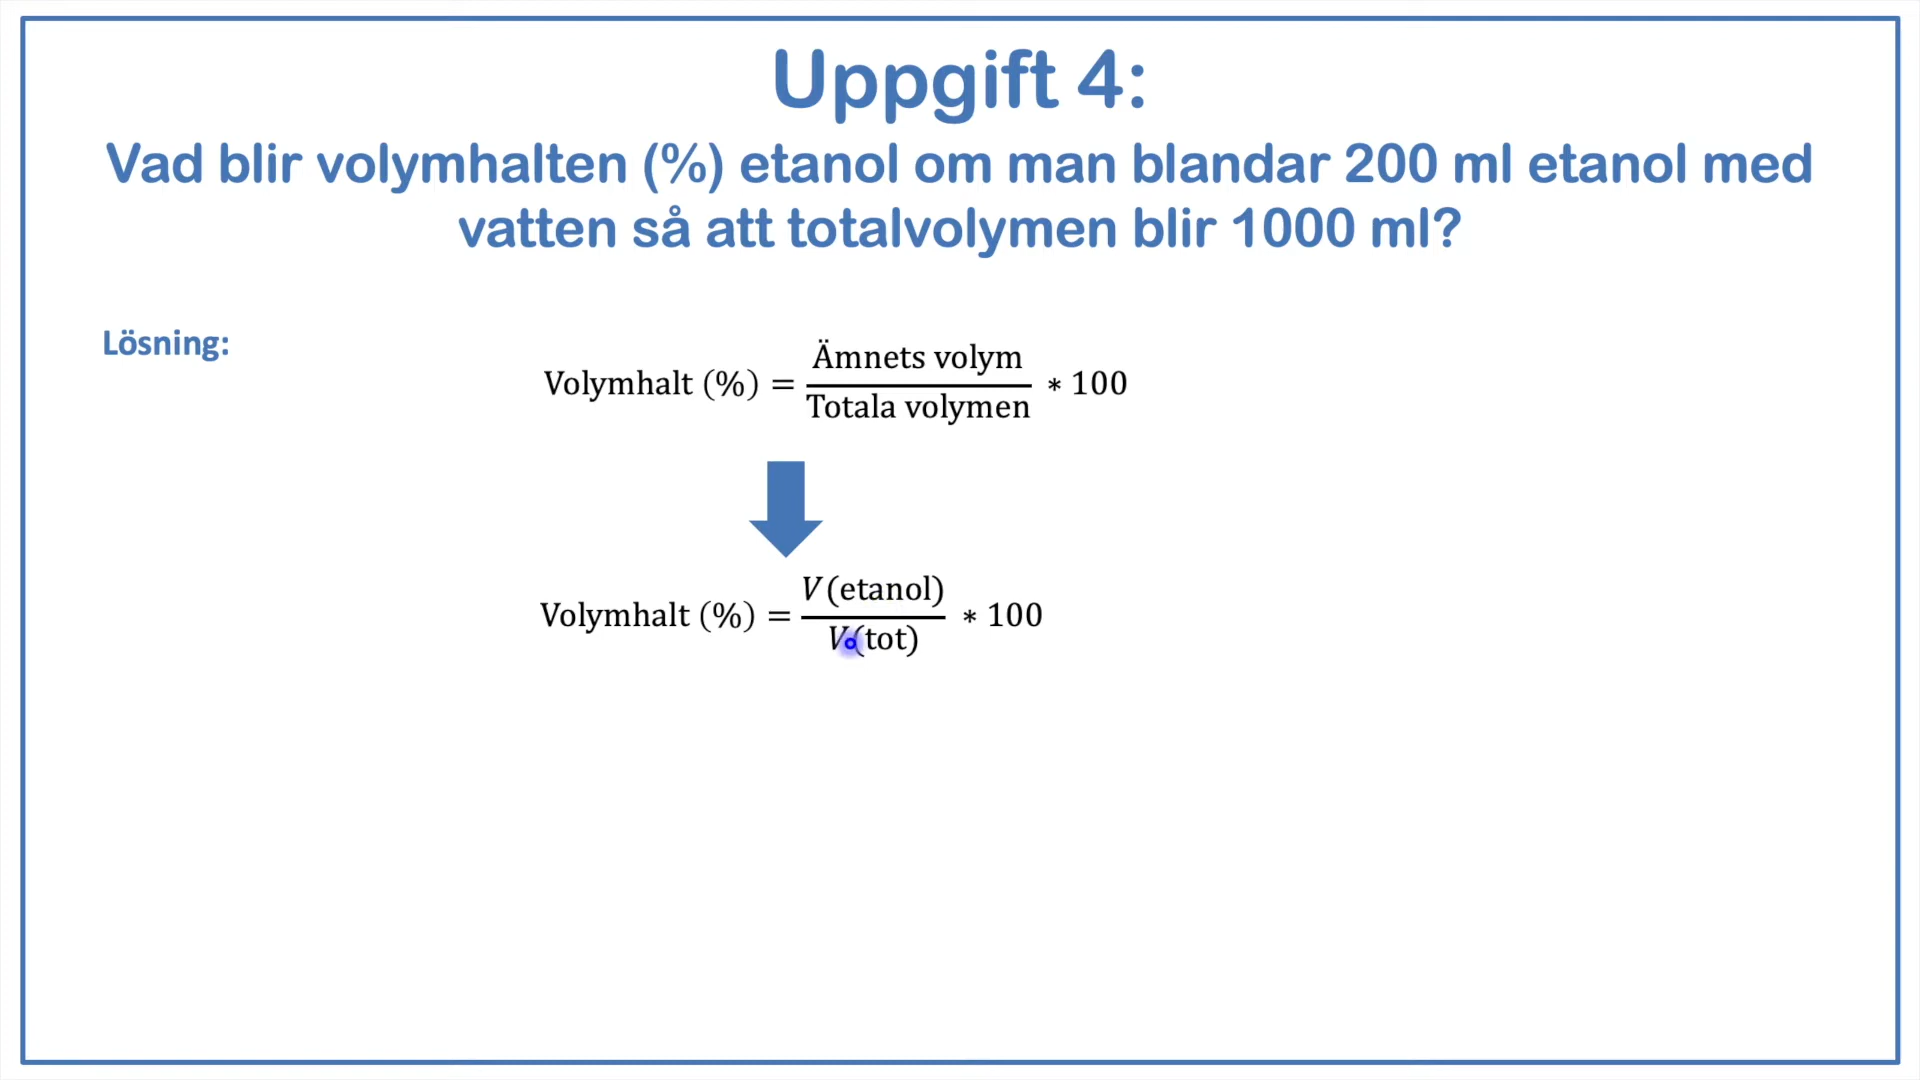 Uppgift 4:
Vad blir volymhalten (%) etanol om man blandar 200 ml etanol med
vatten så att totalvolymen blir 1000 ml?
Lösning:
Volymhalt (%) = Ämnets volym / Totala volymen * 100
Volymhalt (%) = V(etanol) / V(tot) * 100